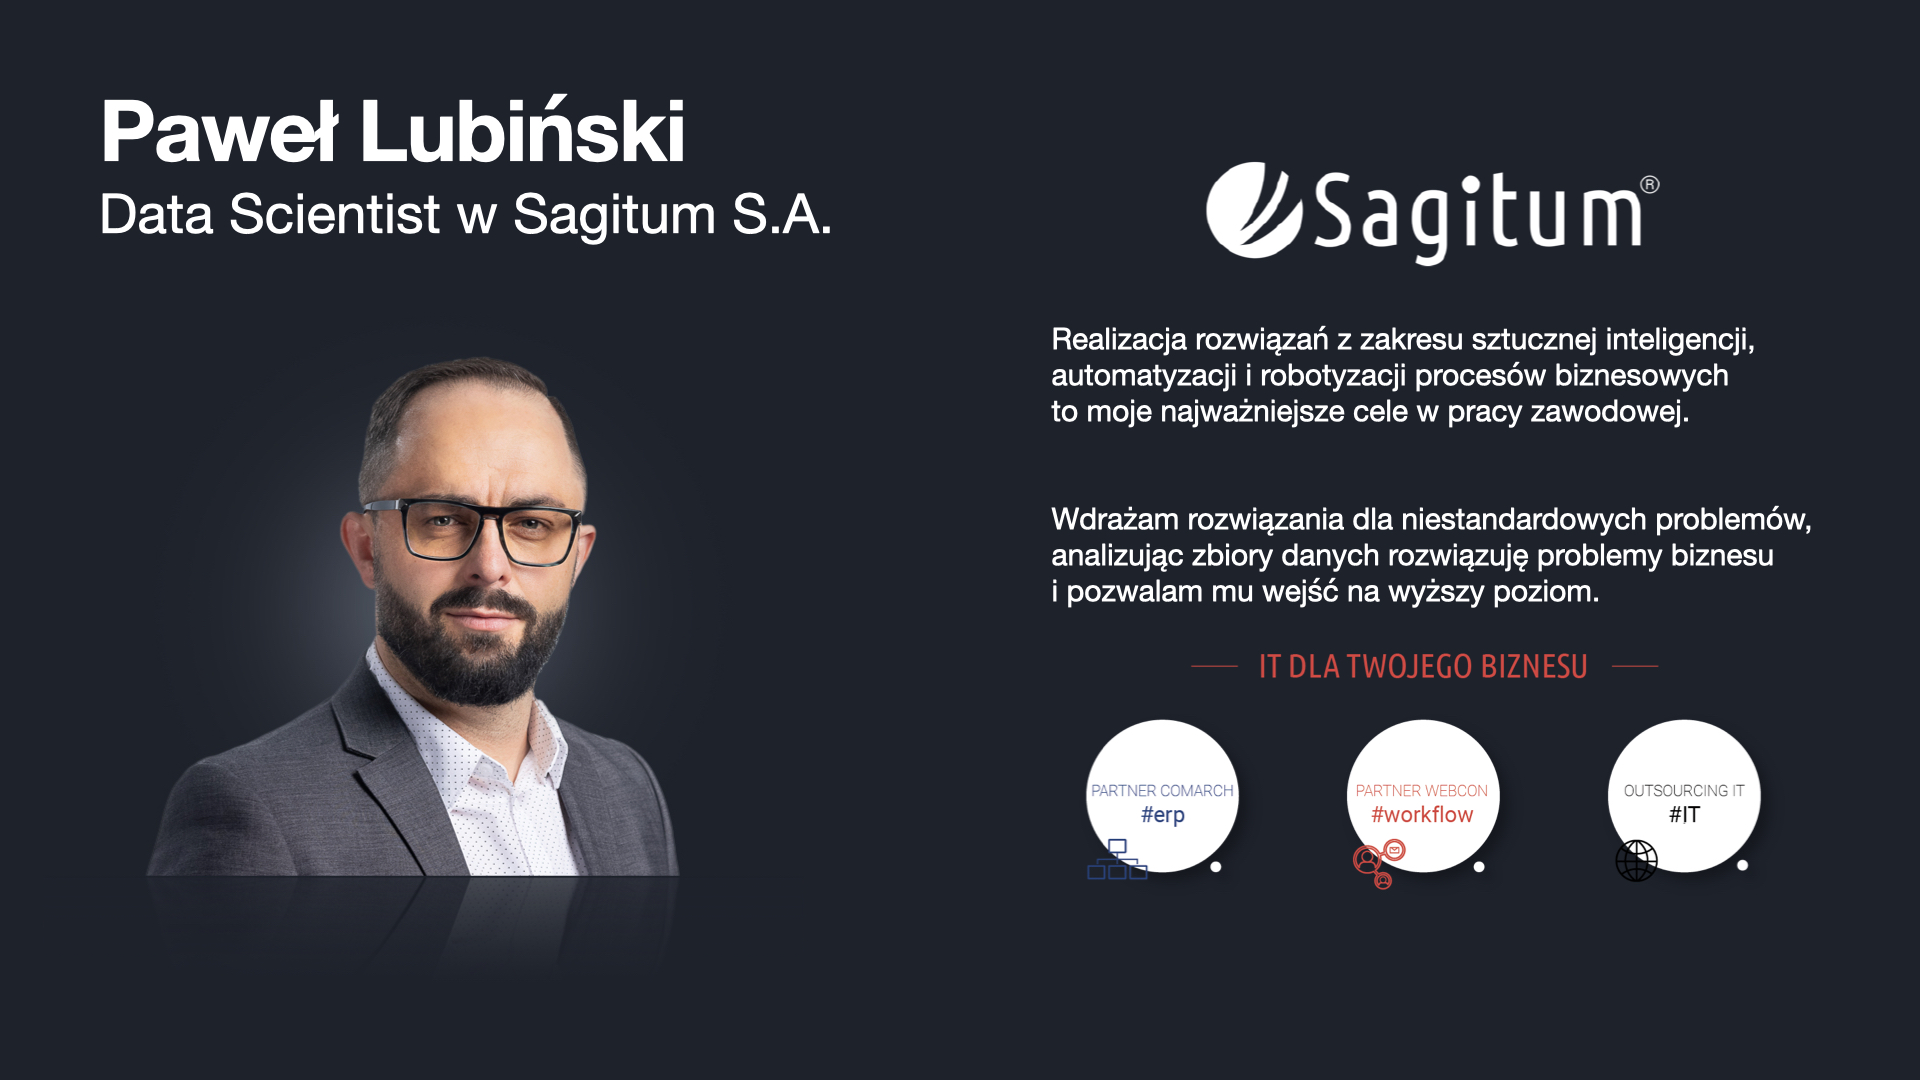 Paweł Lubiński
Data Scientist w Sagitum S.A.
Sagitum®
Realizacja rozwiązań z zakresu sztucznej inteligencji,
automatyzacji i robotyzacji procesów biznesowych
to moje najważniejsze cele w pracy zawodowej.
Wdrażam rozwiązania dla niestandardowych problemów,
analizując zbiory danych rozwiązuję problemy biznesu
i pozwalam mu wejść na wyższy poziom.
IT DLA TWOJEGO BIZNESU
PARTNER COMARCH
#erp
PARTNER WEBCON
#workflow
OUTSOURCING IT
#IT